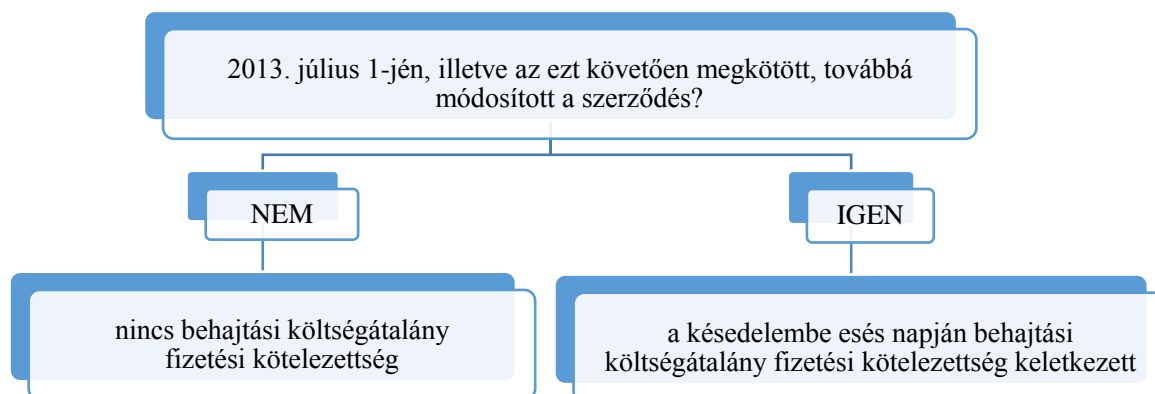 2013. július 1-jén, illetve az ezt követően megkötött, továbbá
módosított a szerződés?
NEM
IGEN
nincs behajtási költségátalány
fizetési kötelezettség
a késedelembe esés napján behajtási
költségátalány fizetési kötelezettség keletkezett